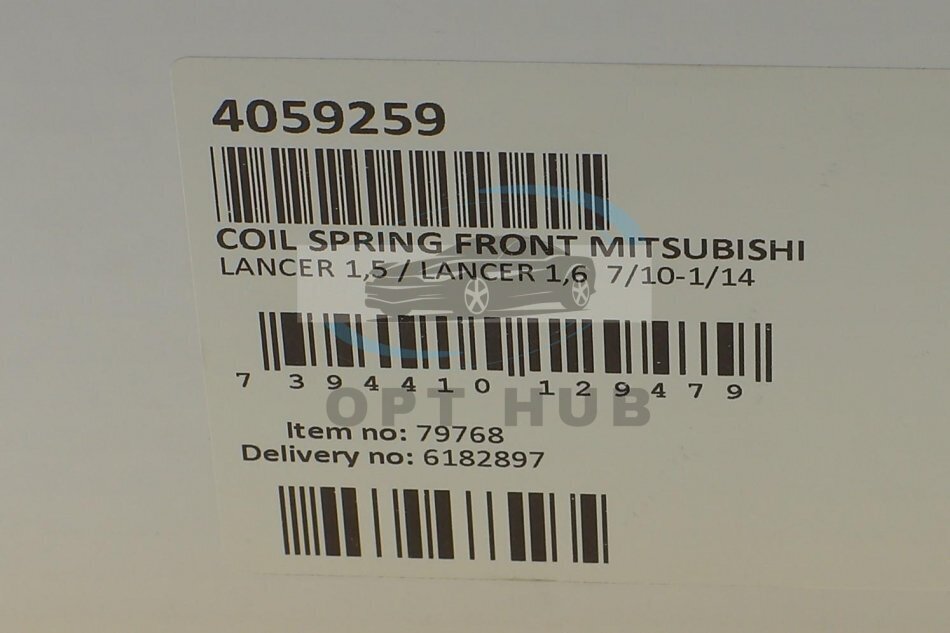 4059259
COIL SPRING FRONT MITSUBISHI
LANCER 1,5 / LANCER 1,6 7/10-1/14
7 394410 129479
OPT HUB
Item no: 79768
Delivery no: 6182897